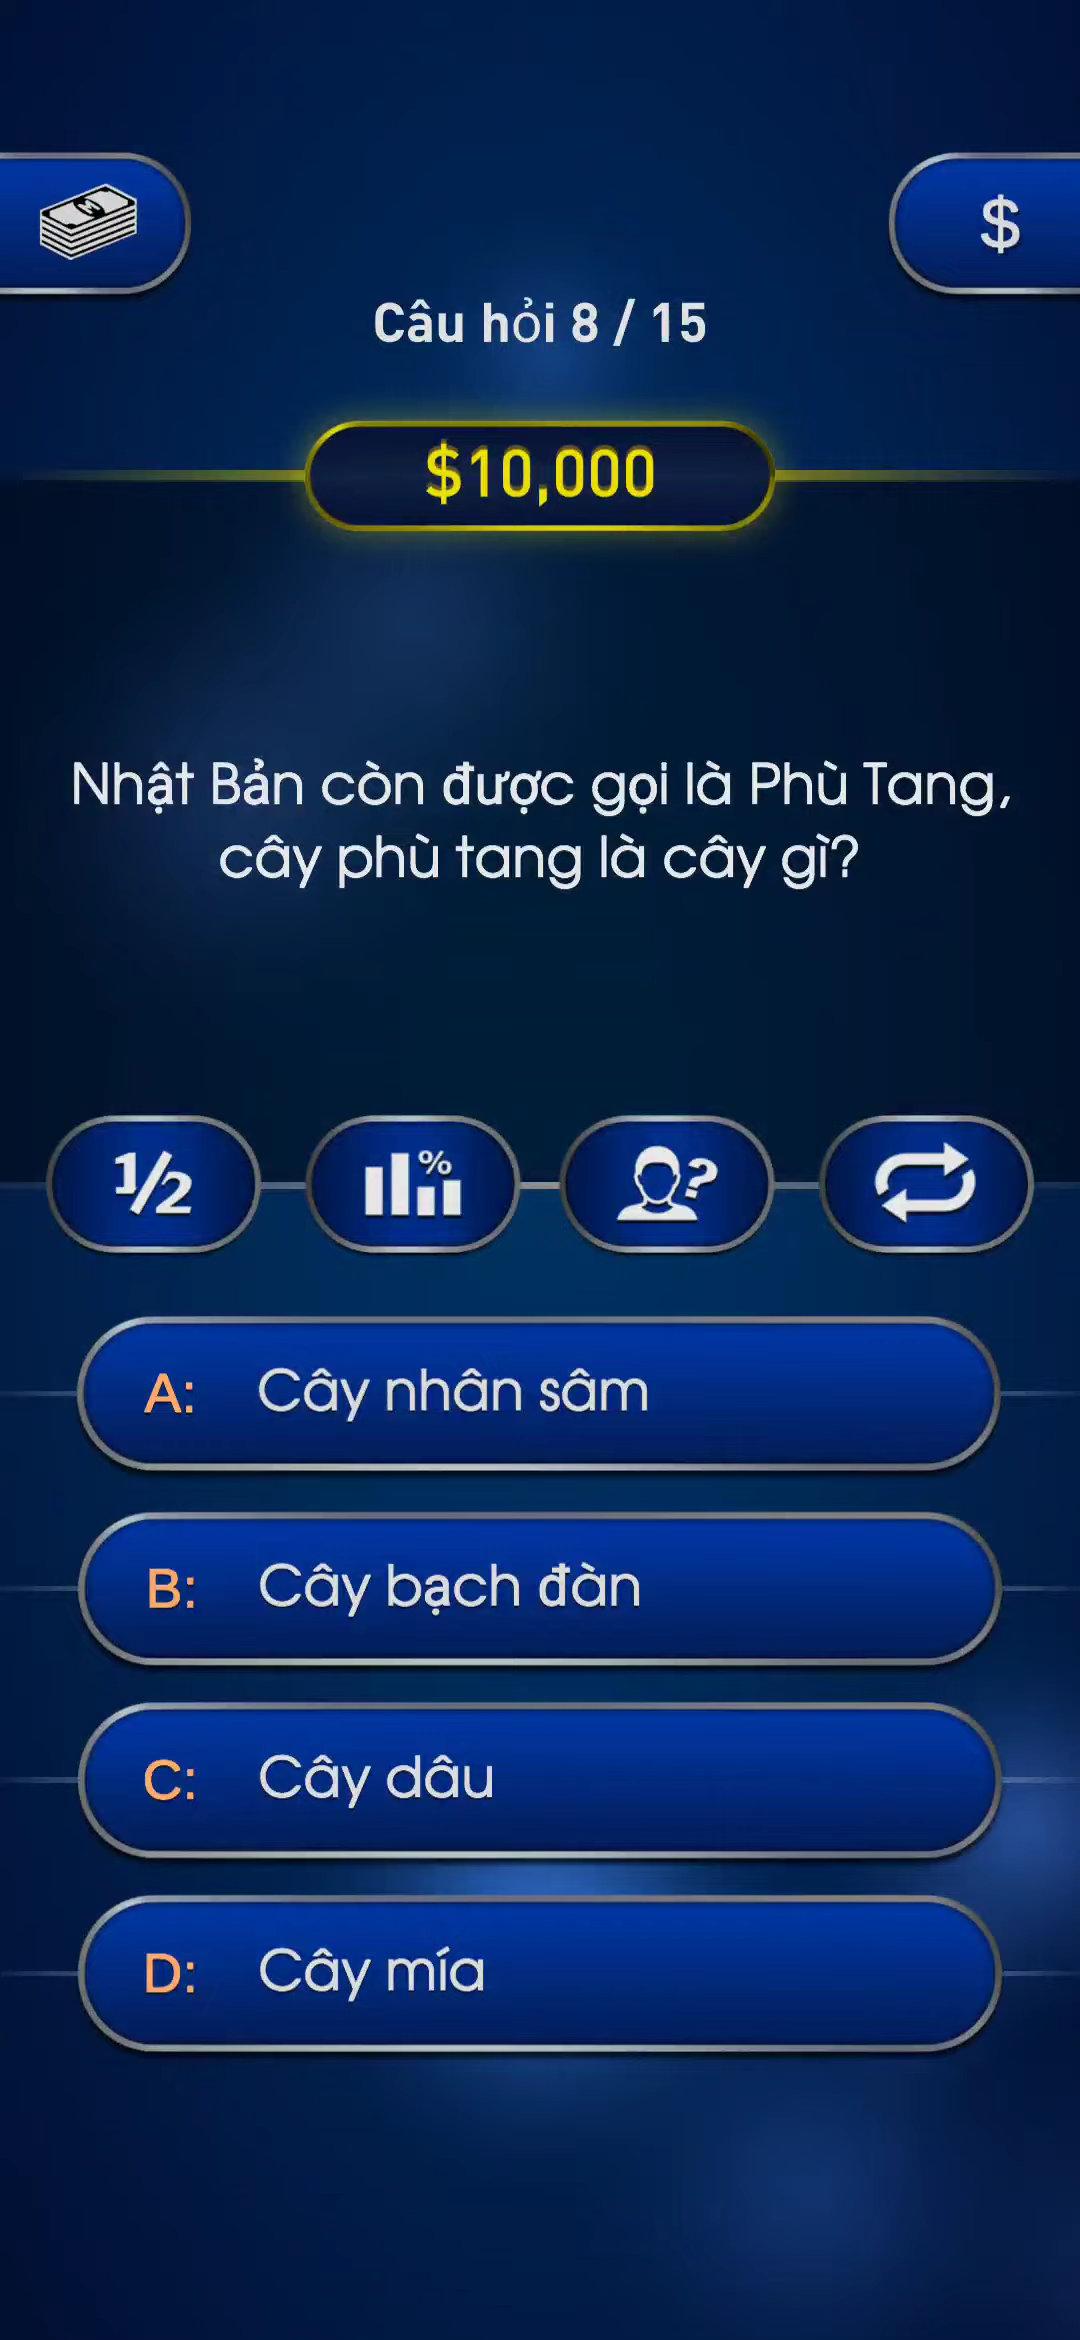 $
Câu hỏi 8 / 15
$10,000
Nhật Bản còn được gọi là Phù Tang,
cây phù tang là cây gì?
1/2
%
?
A: Cây nhân sâm
B: Cây bạch đàn
C: Cây dâu
D: Cây mía